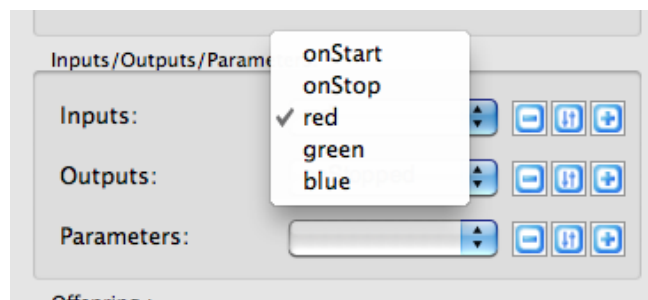 Inputs/Outputs/Parame
onStart
onStop
Inputs:
red
green
Outputs:
blue
Parameters: